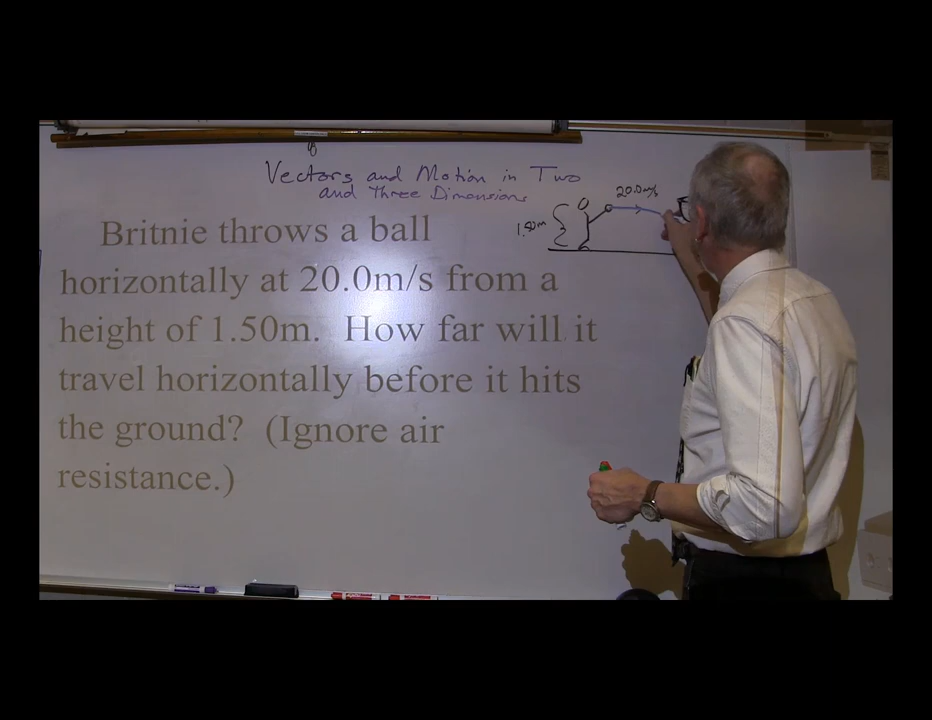 Vectors and Motion in Two
and Three Dimensions
20.0m/s
1.50m
Britnie throws a ball
horizontally at 20.0m/s from a
height of 1.50m. How far will it
travel horizontally before it hits
the ground? (Ignore air
resistance.)